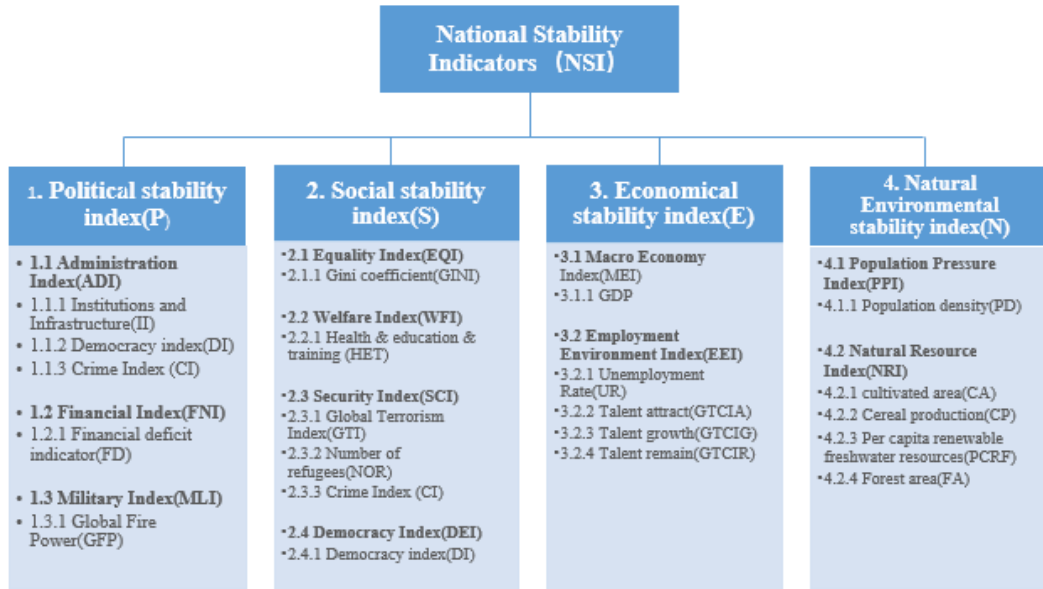 National Stability
Indicators（NSI）
1. Political stability
index(P)
• 1.1 Administration
Index(ADI)
• 1.1.1 Institutions and
Infrastructure(II)
• 1.1.2 Democracy index(DI)
• 1.1.3 Crime Index (CI)
• 1.2 Financial Index(FNI)
• 1.2.1 Financial deficit
indicator(FD)
• 1.3 Military Index(MLI)
• 1.3.1 Global Fire
Power(GFP)
2. Social stability
index(S)
•2.1 Equality Index(EQI)
•2.1.1 Gini coefficient(GINI)
•2.2 Welfare Index(WFI)
•2.2.1 Health & education &
training (HET)
•2.3 Security Index(SCI)
•2.3.1 Global Terrorism
Index(GTI)
•2.3.2 Number of
refugees(NOR)
•2.3.3 Crime Index (CI)
•2.4 Democracy Index(DEI)
•2.4.1 Democracy index(DI)
3. Economical
stability index(E)
•3.1 Macro Economy
Index(MEI)
•3.1.1 GDP
•3.2 Employment
Environment Index(EEI)
•3.2.1 Unemployment
Rate(UR)
•3.2.2 Talent attract(GTCIA)
•3.2.3 Talent growth(GTCIG)
•3.2.4 Talent remain(GTCIR)
4. Natural
Environmental
stability index(N)
•4.1 Population Pressure
Index(PPI)
•4.1.1 Population density(PD)
•4.2 Natural Resource
Index(NRI)
•4.2.1 cultivated area(CA)
•4.2.2 Cereal production(CP)
•4.2.3 Per capita renewable
freshwater resources(PCRF)
•4.2.4 Forest area(FA)